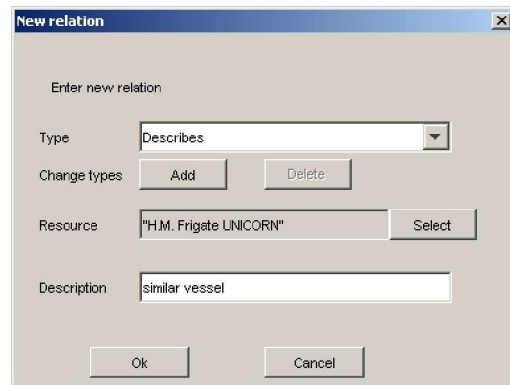 New relation
Enter new relation
Type Describes
Change types Add Delete
Resource "H.M. Frigate UNICORN" Select
Description similar vessel
Ok Cancel